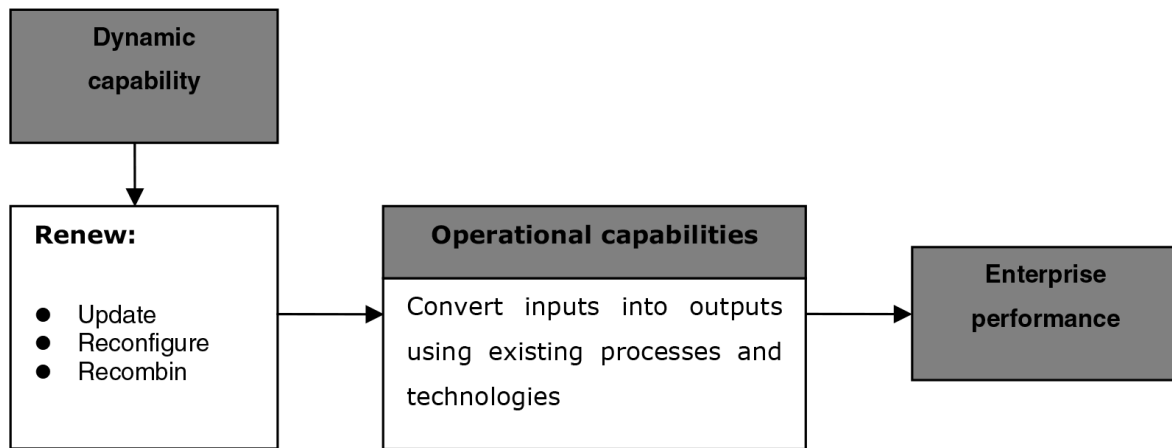 Dynamic
capability
Renew:
● Update
● Reconfigure
● Recombin
Operational capabilities
Convert inputs into outputs
using existing processes and
technologies
Enterprise
performance